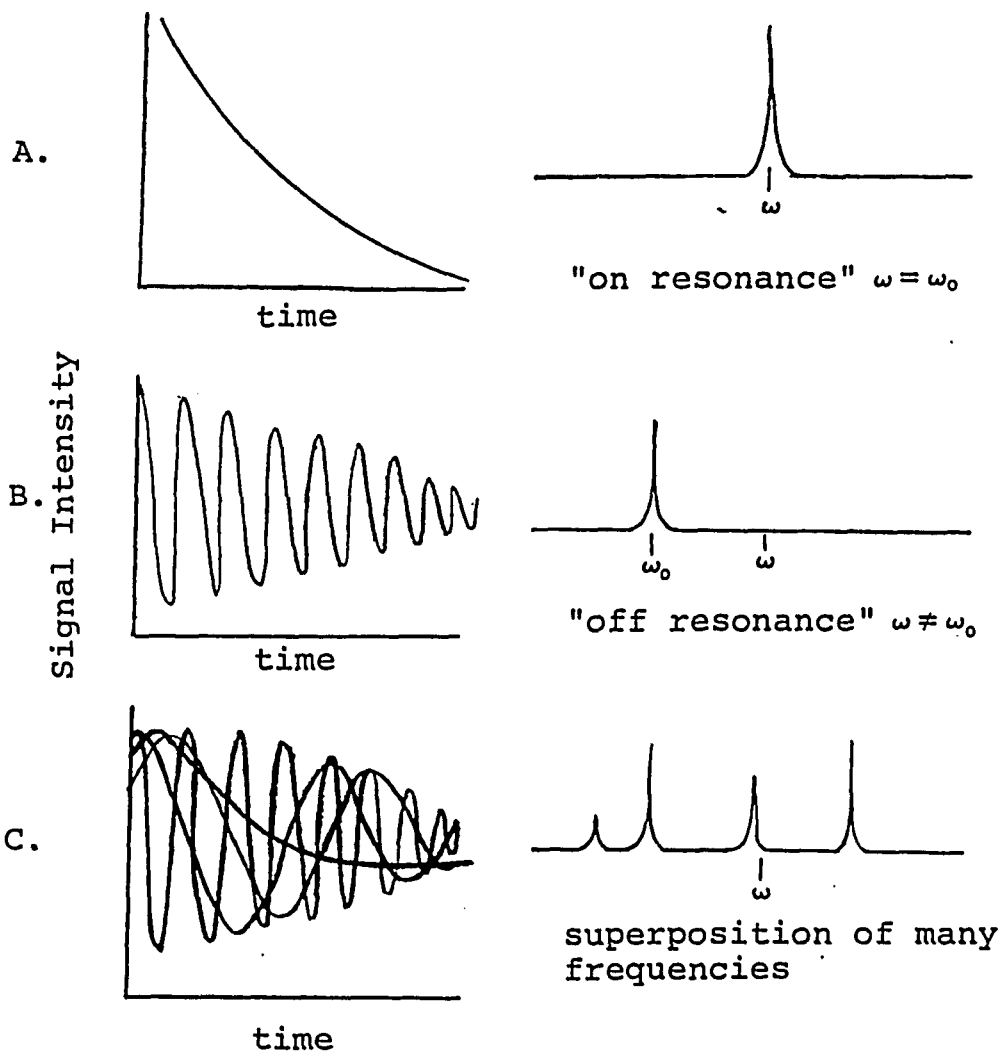 A.
time
ω
"on resonance" ω = ω₀
Signal Intensity
B.
time
ω₀
ω
"off resonance" ω ≠ ω₀
C.
time
ω
superposition of many
frequencies